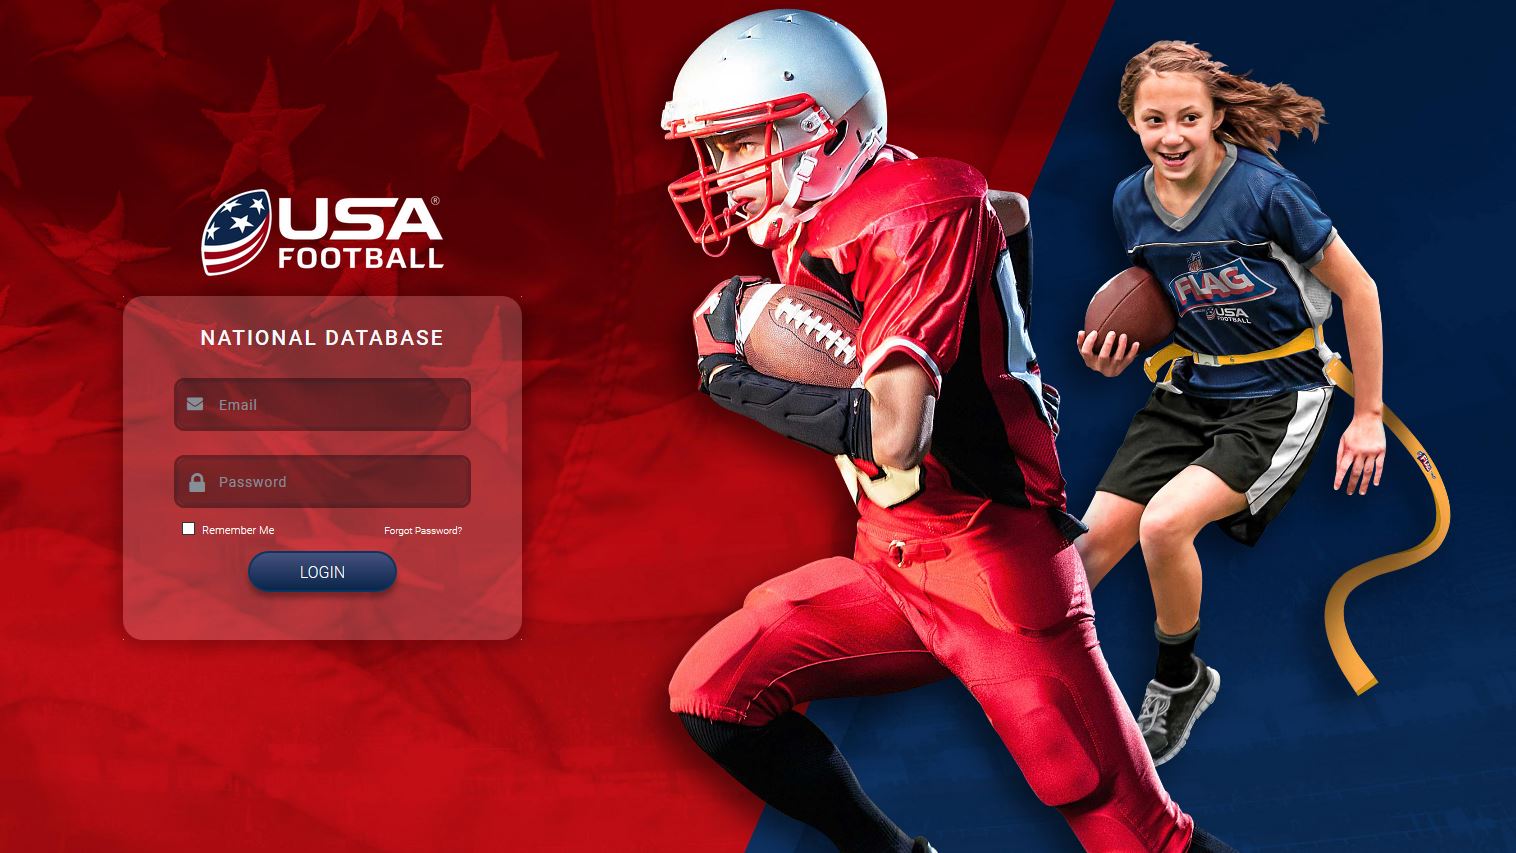 USA®
FOOTBALL
NATIONAL DATABASE
Email
Password
Remember Me
Forgot Password?
LOGIN
FLAG
USA
FOOTBALL